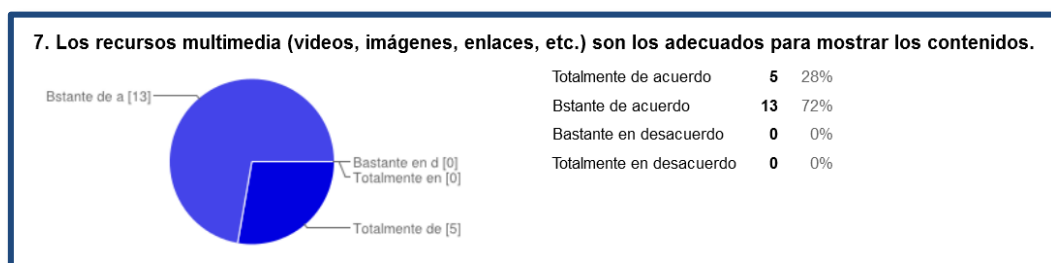 7. Los recursos multimedia (videos, imágenes, enlaces, etc.) son los adecuados para mostrar los contenidos.
Bstante de a [13]
Bastante en d [0]
Totalmente en [0]
Totalmente de [5]
Totalmente de acuerdo 5 28%
Bstante de acuerdo 13 72%
Bastante en desacuerdo 0 0%
Totalmente en desacuerdo 0 0%